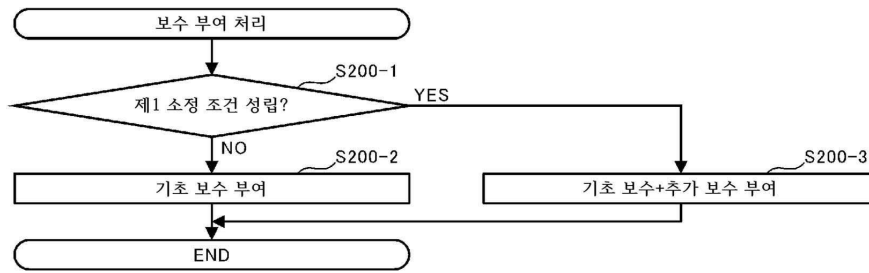 보수 부여 처리
S200-1
제1 소정 조건 성립?
YES
NO
S200-2
S200-3
기초 보수 부여
기초 보수+추가 보수 부여
END